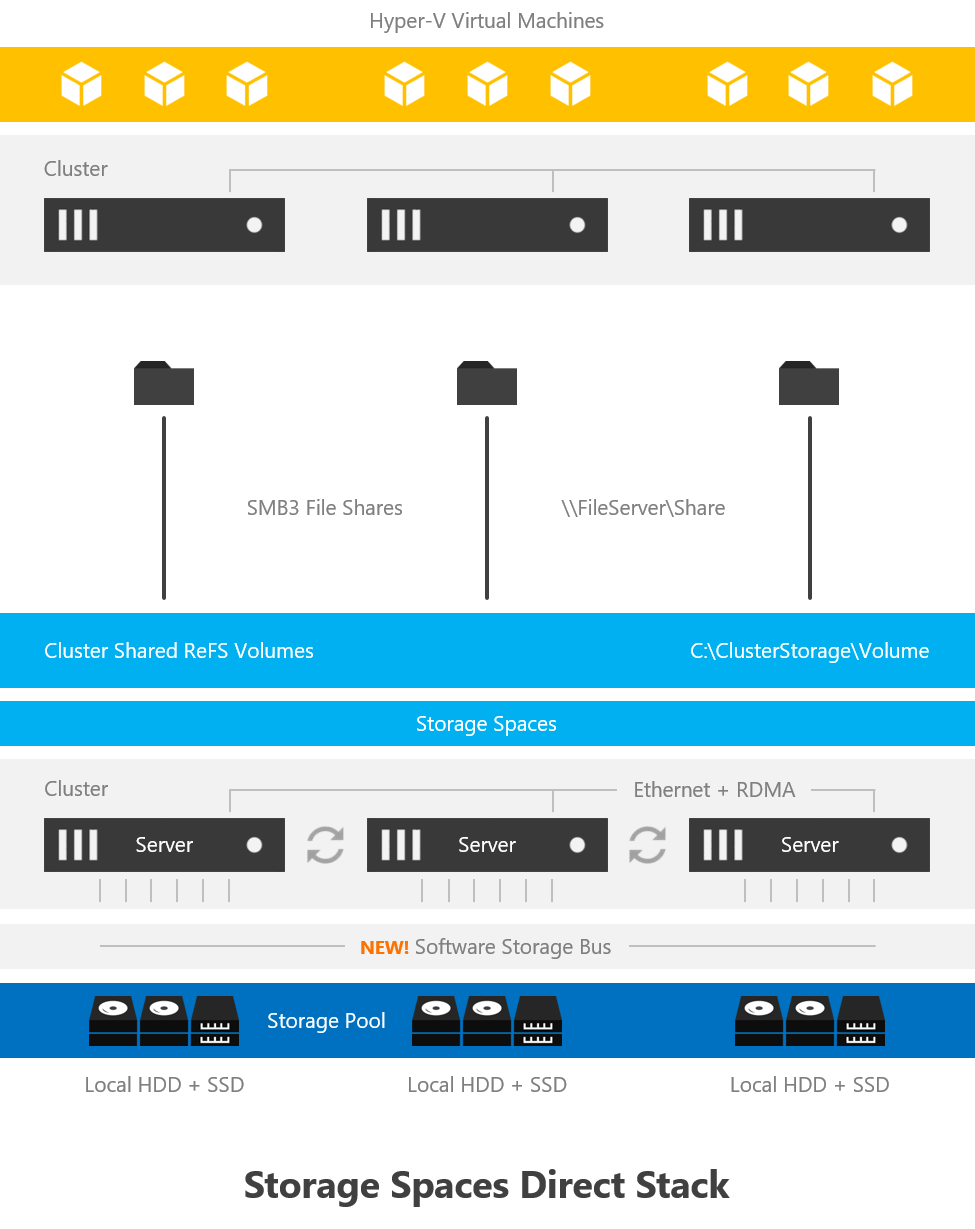 Hyper-V Virtual Machines
Cluster
SMB3 File Shares
\\FileServer\Share
Cluster Shared ReFS Volumes
C:\ClusterStorage\Volume
Storage Spaces
Cluster
Ethernet + RDMA
Server
Server
Server
NEW! Software Storage Bus
Storage Pool
Local HDD + SSD
Local HDD + SSD
Local HDD + SSD
Storage Spaces Direct Stack